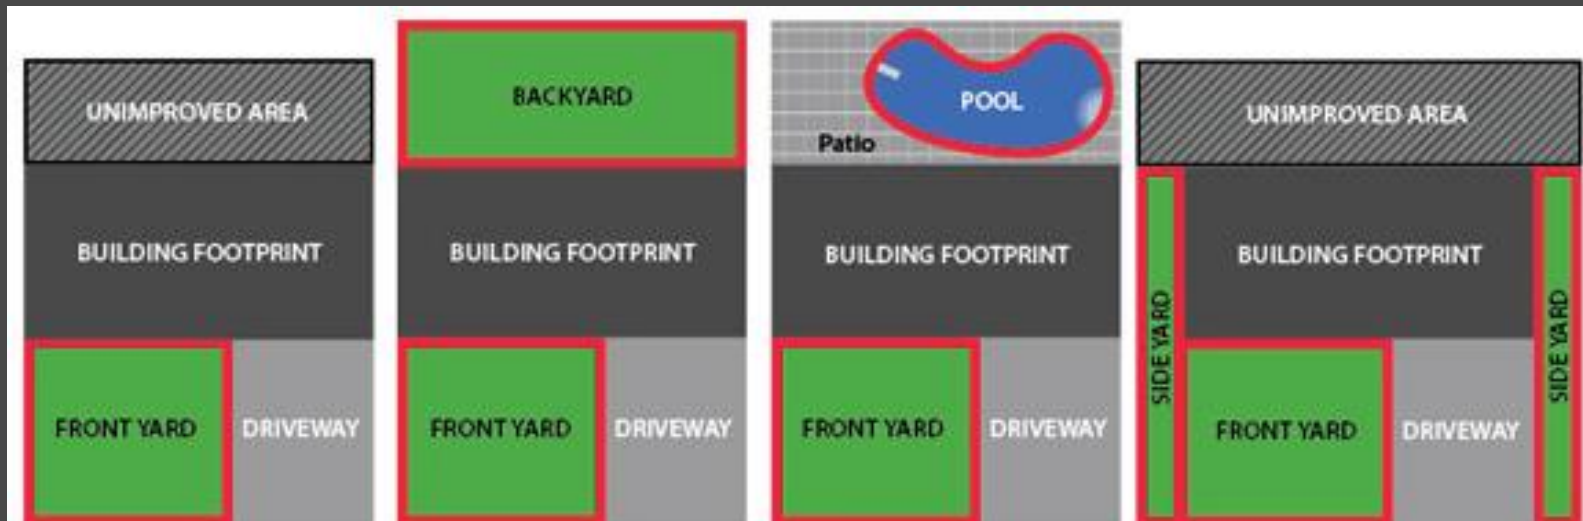 UNIMPROVED AREA
BUILDING FOOTPRINT
FRONT YARD
DRIVEWAY
BACKYARD
BUILDING FOOTPRINT
FRONT YARD
DRIVEWAY
POOL
Patio
BUILDING FOOTPRINT
FRONT YARD
DRIVEWAY
UNIMPROVED AREA
SIDE YARD
BUILDING FOOTPRINT
FRONT YARD
DRIVEWAY
SIDE YARD